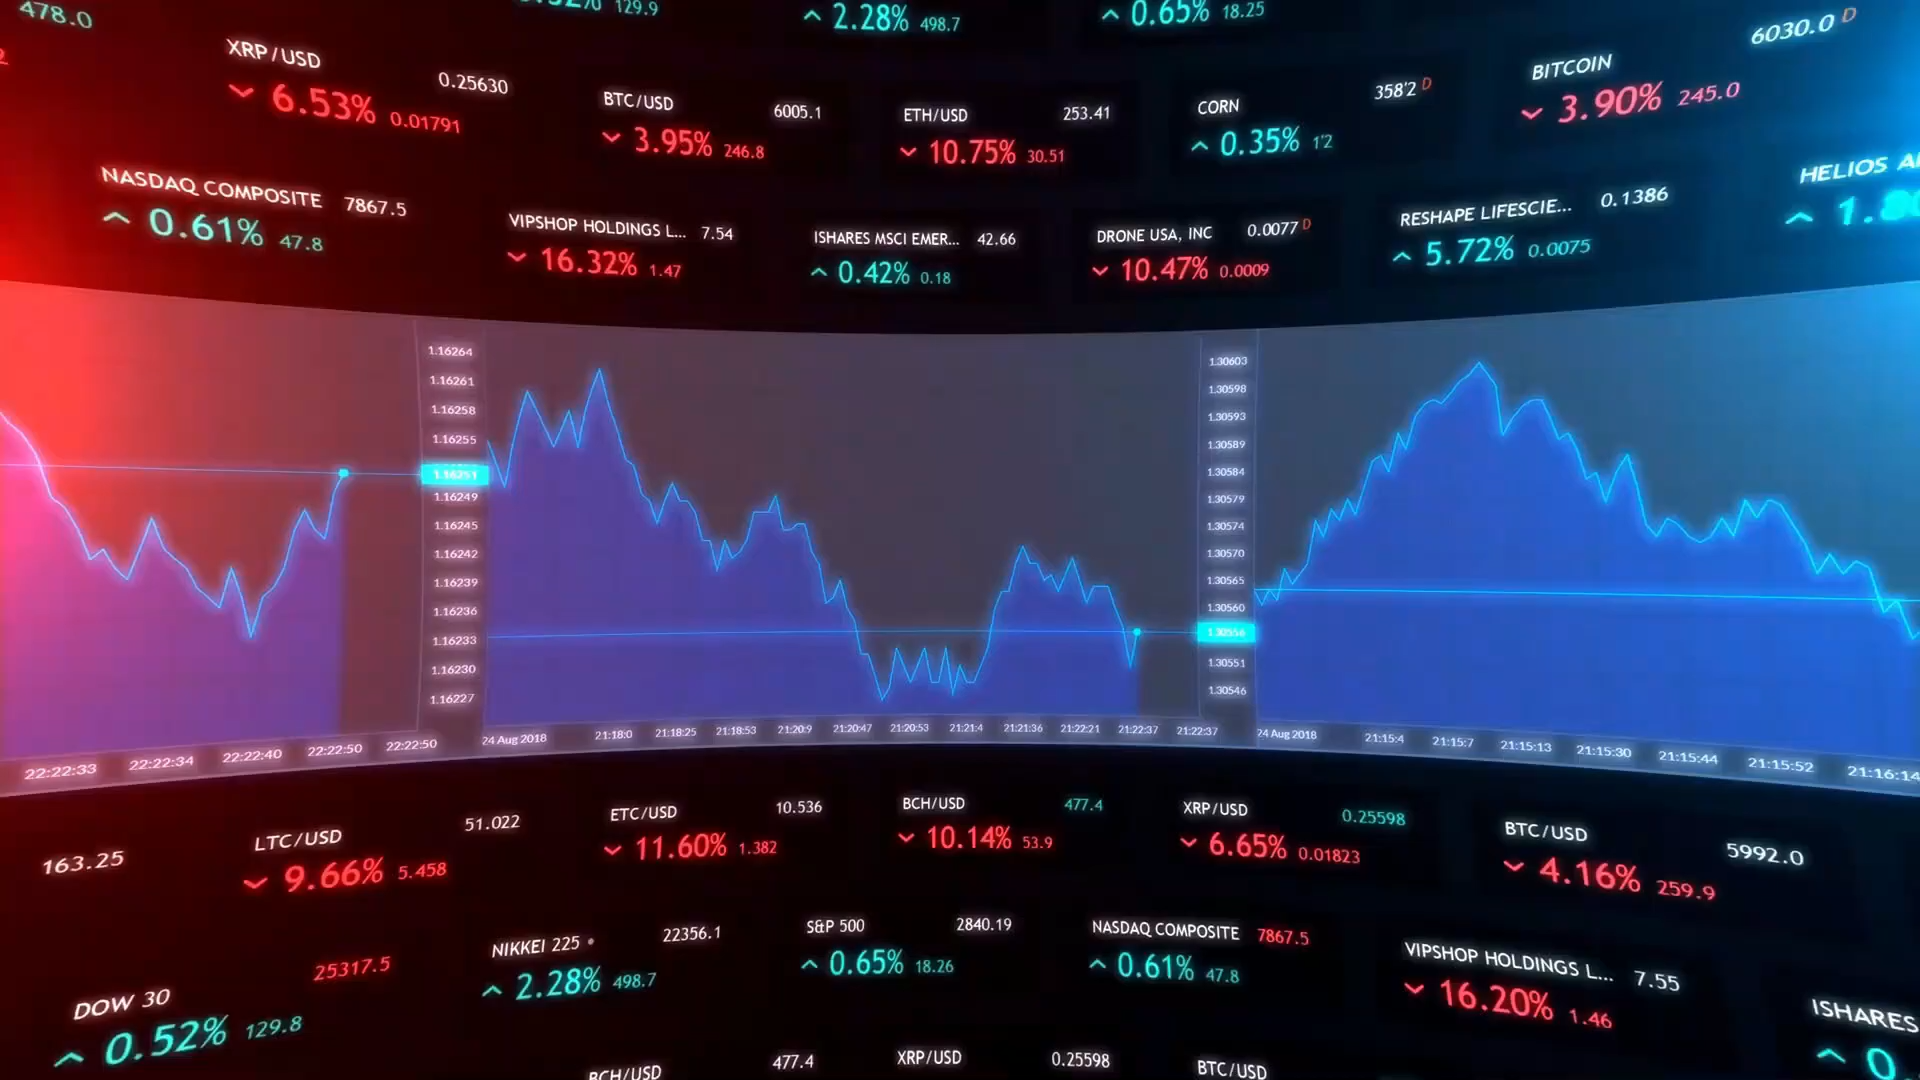 478.0
129.9
2.28% 498.7
0.65% 18.25
6030.0 D
XRP/USD 0.25630
6.53% 0.01791
BTC/USD 6005.1
3.95% 246.8
ETH/USD 253.41
10.75% 30.51
CORN 358'2 D
0.35% 1'2
BITCOIN
3.90% 245.0
NASDAQ COMPOSITE 7867.5
0.61% 47.8
VIPSHOP HOLDINGS L... 7.54
16.32% 1.47
ISHARES MSCI EMER... 42.66
0.42% 0.18
DRONE USA, INC 0.0077 D
10.47% 0.0009
RESHAPE LIFESCIE... 0.1386
5.72% 0.0075
HELIOS
1.16264
1.16261
1.16258
1.16255
1.16251
1.16249
1.16245
1.16242
1.16239
1.16236
1.16233
1.16230
1.16227
1.30603
1.30598
1.30593
1.30589
1.30584
1.30579
1.30574
1.30570
1.30565
1.30560
1.30556
1.30551
1.30546
22:22:33 22:22:34 22:22:40 22:22:50 22:22:50
24 Aug 2018 21:18:0 21:18:25 21:18:53 21:20:9 21:20:47 21:20:53 21:21:4 21:21:36 21:22:21 21:22:37 21:22:37
24 Aug 2018 21:15:4 21:15:7 21:15:13 21:15:30 21:15:44 21:15:52 21:16:14
163.25
LTC/USD 51.022
9.66% 5.458
ETC/USD 10.536
11.60% 1.382
BCH/USD 477.4
10.14% 53.9
XRP/USD 0.25598
6.65% 0.01823
BTC/USD 5992.0
4.16% 259.9
DOW 30 25317.5
0.52% 129.8
NIKKEI 225 22356.1
2.28% 498.7
S&P 500 2840.19
0.65% 18.26
NASDAQ COMPOSITE 7867.5
0.61% 47.8
VIPSHOP HOLDINGS L... 7.55
16.20% 1.46
ISHARES
BCH/USD 477.4
XRP/USD 0.25598
BTC/USD